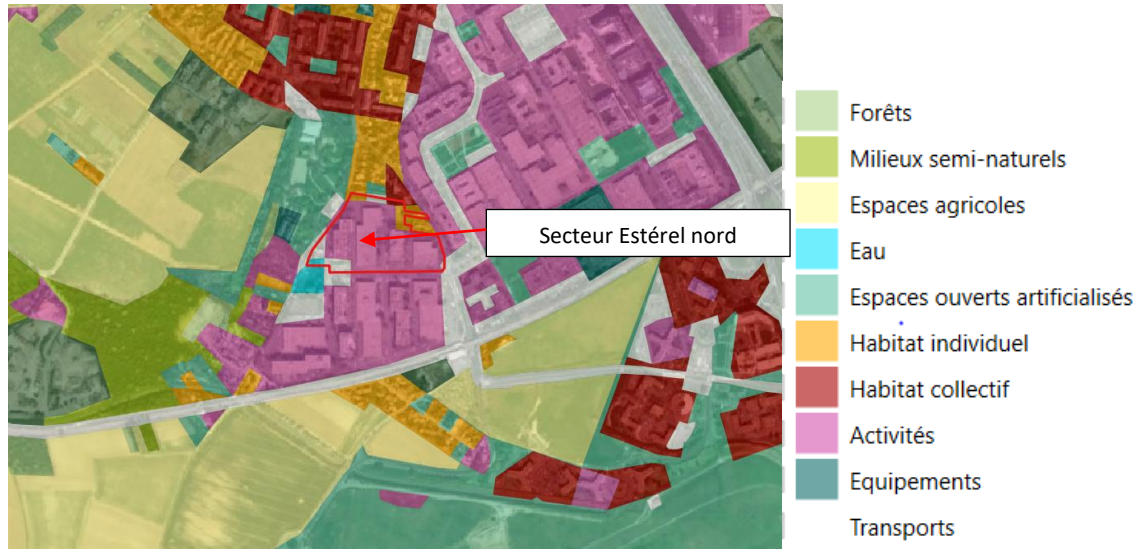 Secteur Estérel nord
Forêts
Milieux semi-naturels
Espaces agricoles
Eau
Espaces ouverts artificialisés
Habitat individuel
Habitat collectif
Activités
Equipements
Transports